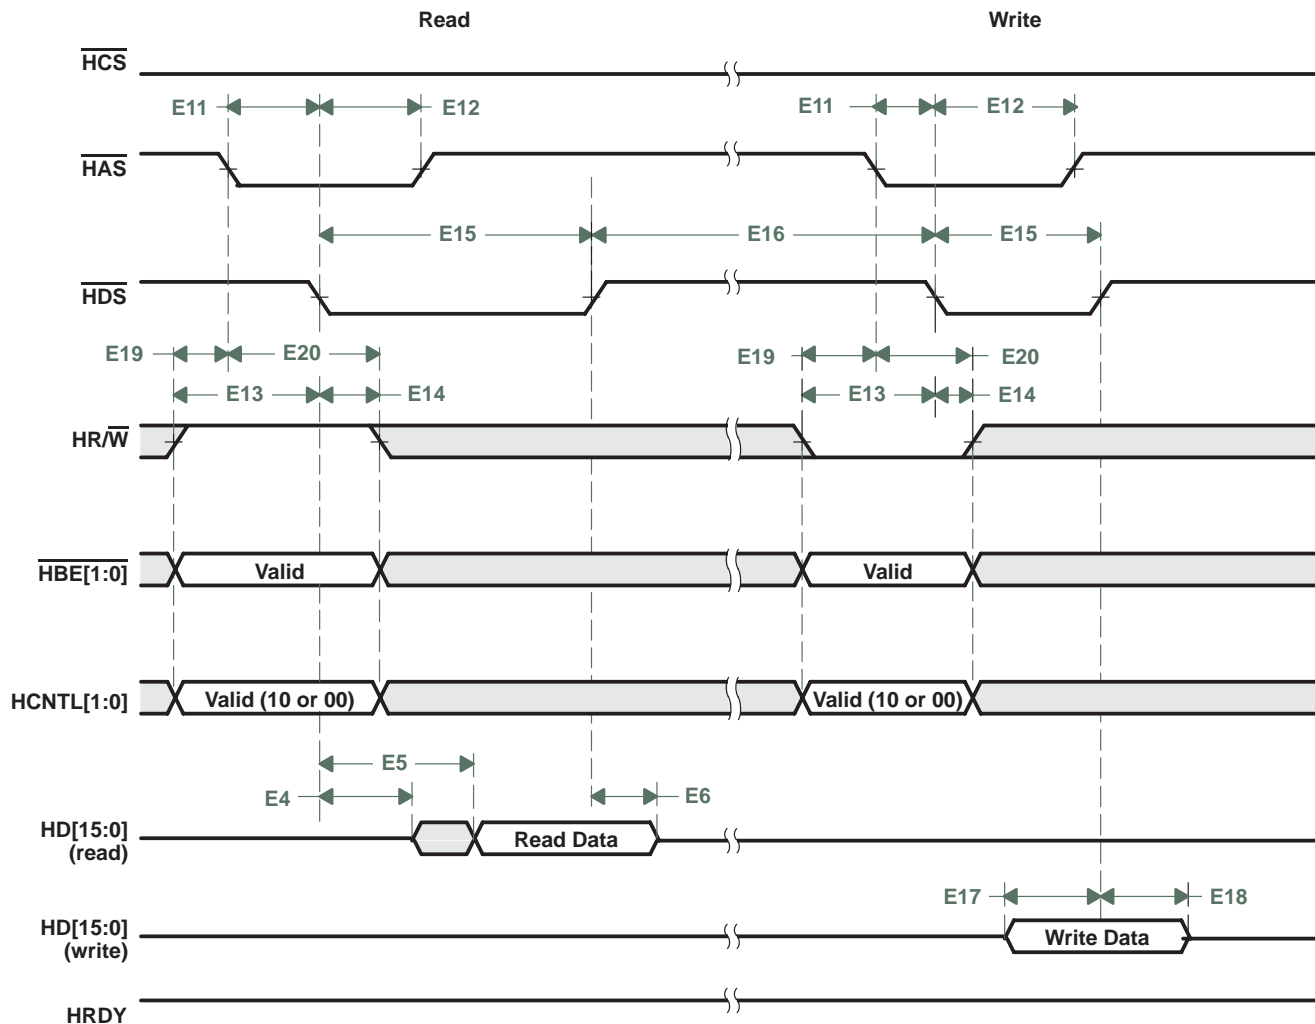 Read Write
HCS
E11 E12 E11 E12
HAS
E15 E16 E15
HDS
E19 E20 E19 E20
E13 E14 E13 E14
HR/W
HBE[1:0] Valid Valid
HCNTL[1:0] Valid (10 or 00) Valid (10 or 00)
E5
E4 E6
HD[15:0]
(read)
Read Data
E17 E18
HD[15:0]
(write)
Write Data
HRDY